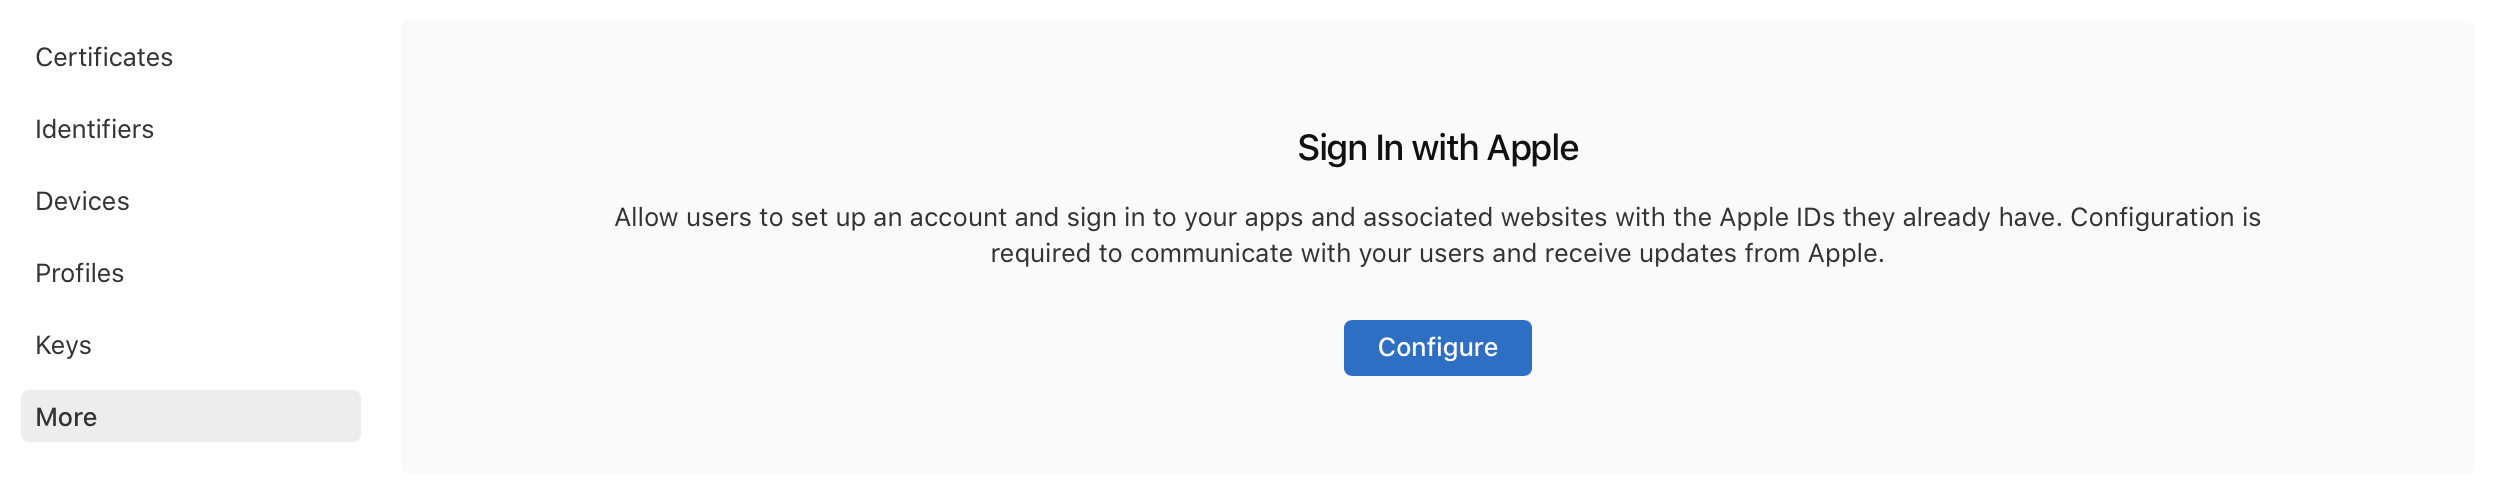 Certificates
Identifiers
Devices
Profiles
Keys
More
Sign In with Apple
Allow users to set up an account and sign in to your apps and associated websites with the Apple IDs they already have. Configuration is
required to communicate with your users and receive updates from Apple.
Configure